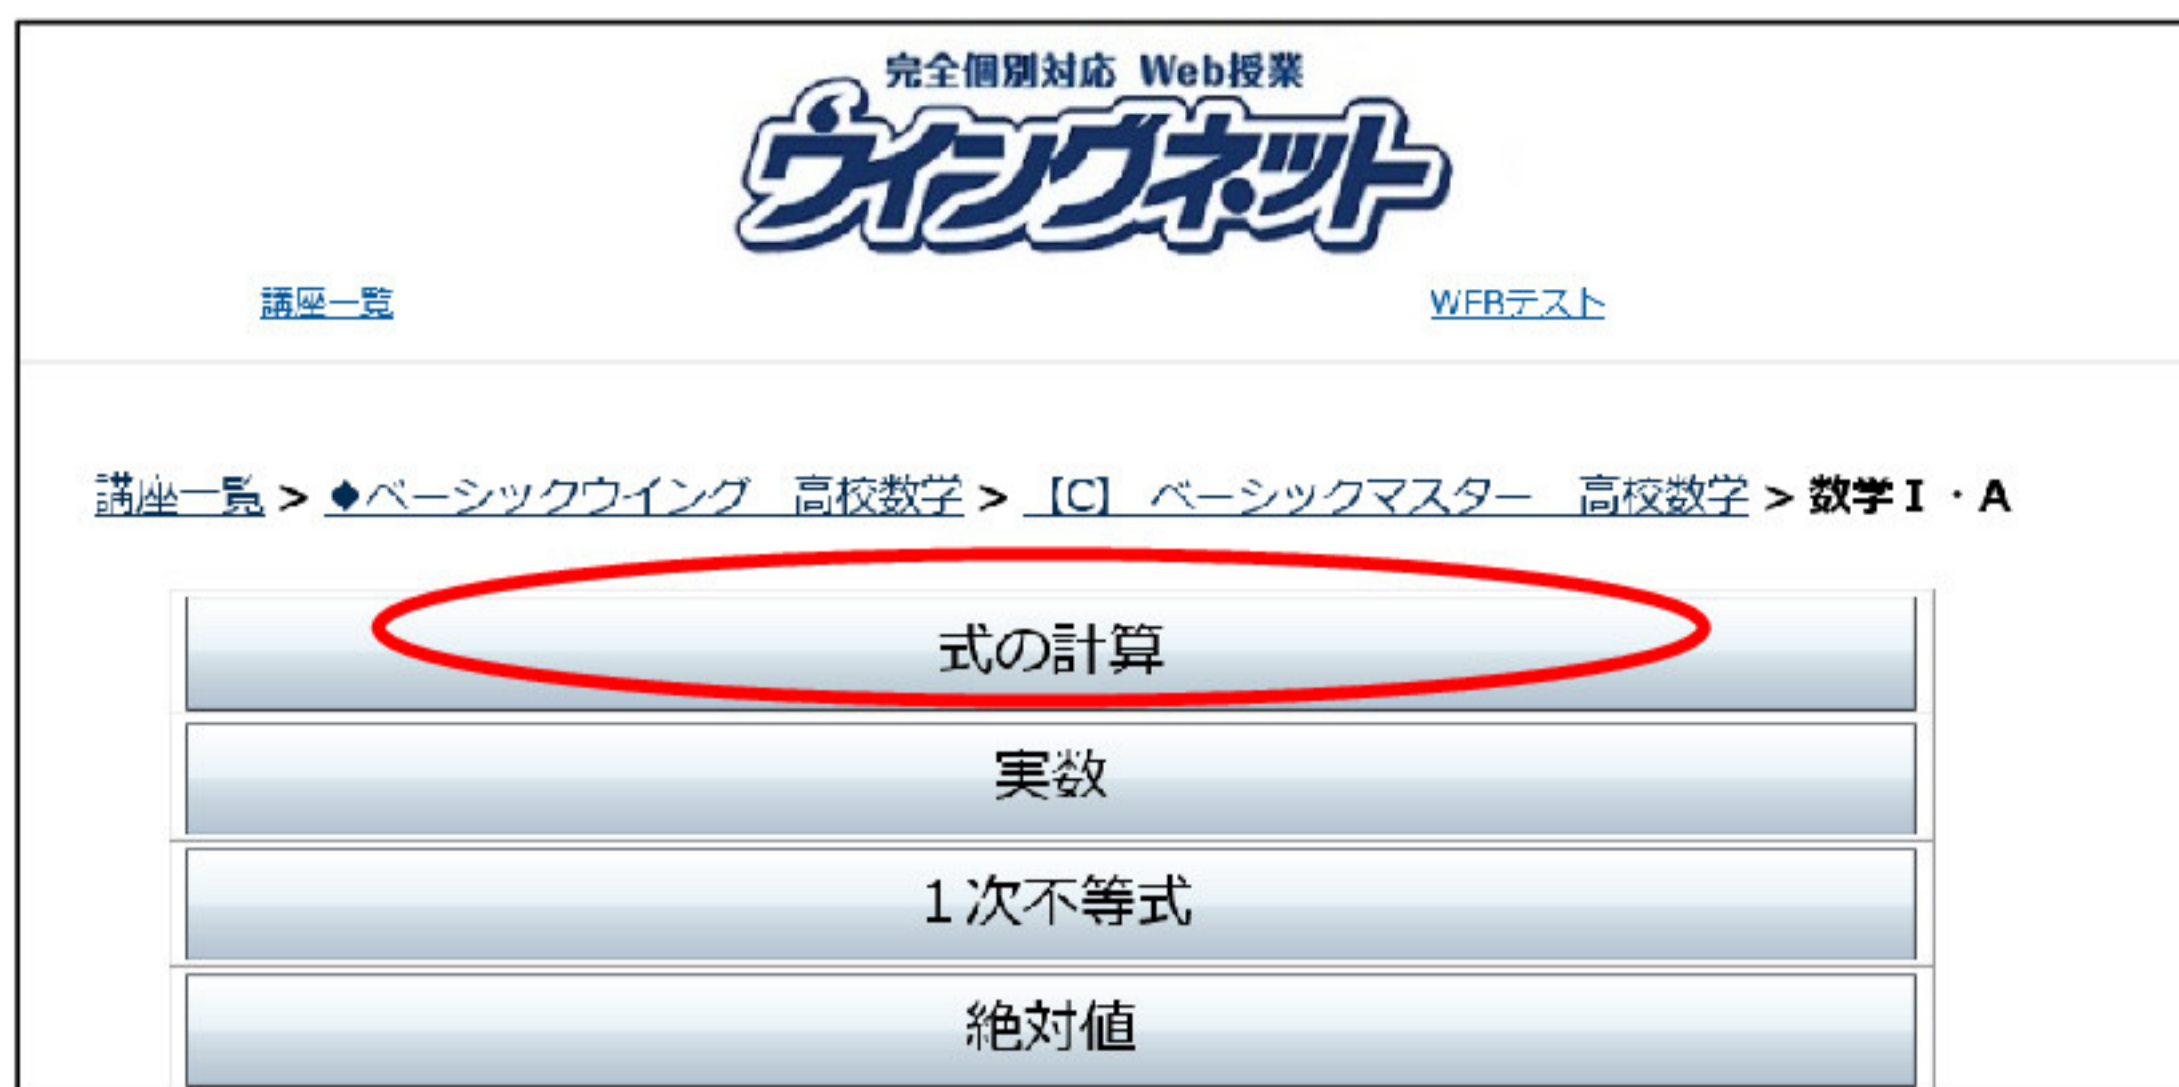 完全個別対応 Web授業
ウイングネット
講座一覧 WEBテスト
講座一覧 > ◆ベーシックウイング 高校数学 > 【C】 ベーシックマスター 高校数学 > 数学Ⅰ・A
式の計算
実数
１次不等式
絶対値